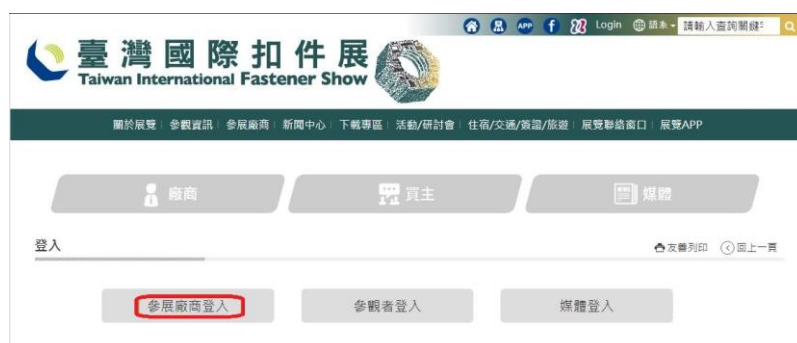 APP f Login 語系 請輸入查詢關鍵字
臺灣國際扣件展
Taiwan International Fastener Show
關於展覽 參觀資訊 參展廠商 新聞中心 下載專區 活動/研討會 住宿/交通/簽證/旅遊 展覽聯絡窗口 展覽APP
廠商 買主 媒體
登入 友善列印 回上一頁
參展廠商登入 參觀者登入 媒體登入